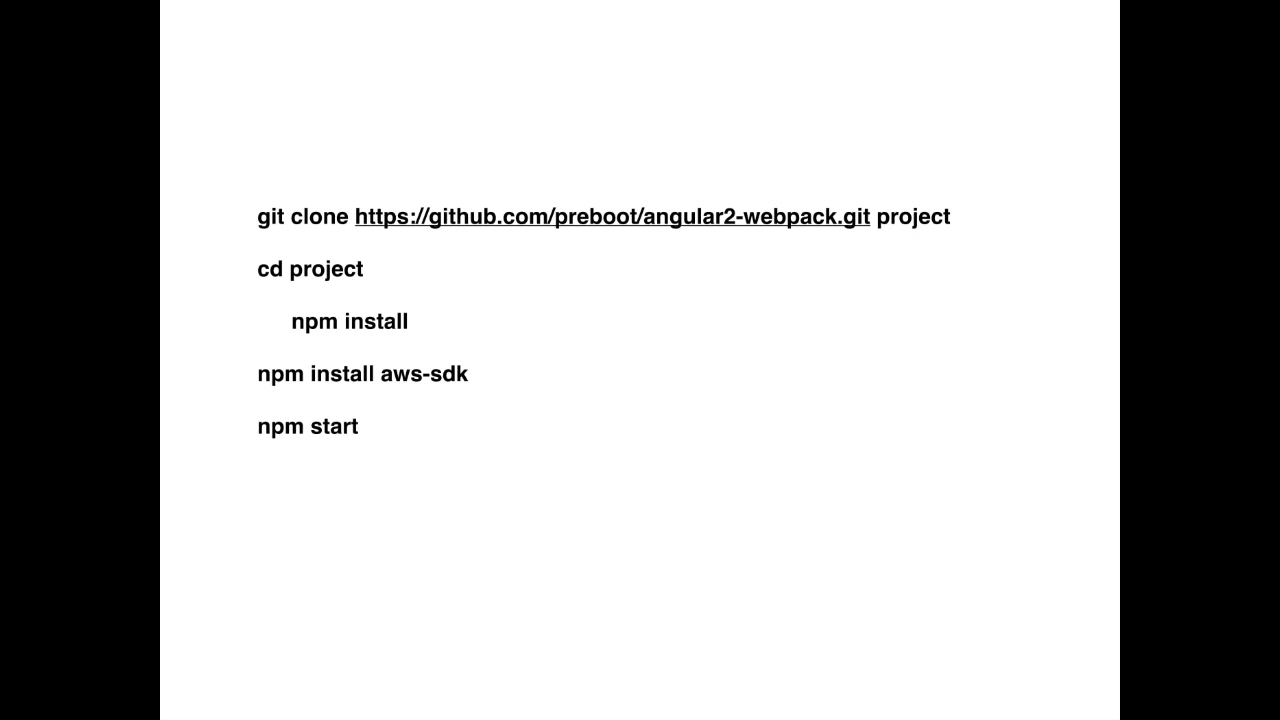 git clone https://github.com/preboot/angular2-webpack.git project
cd project
npm install
npm install aws-sdk
npm start